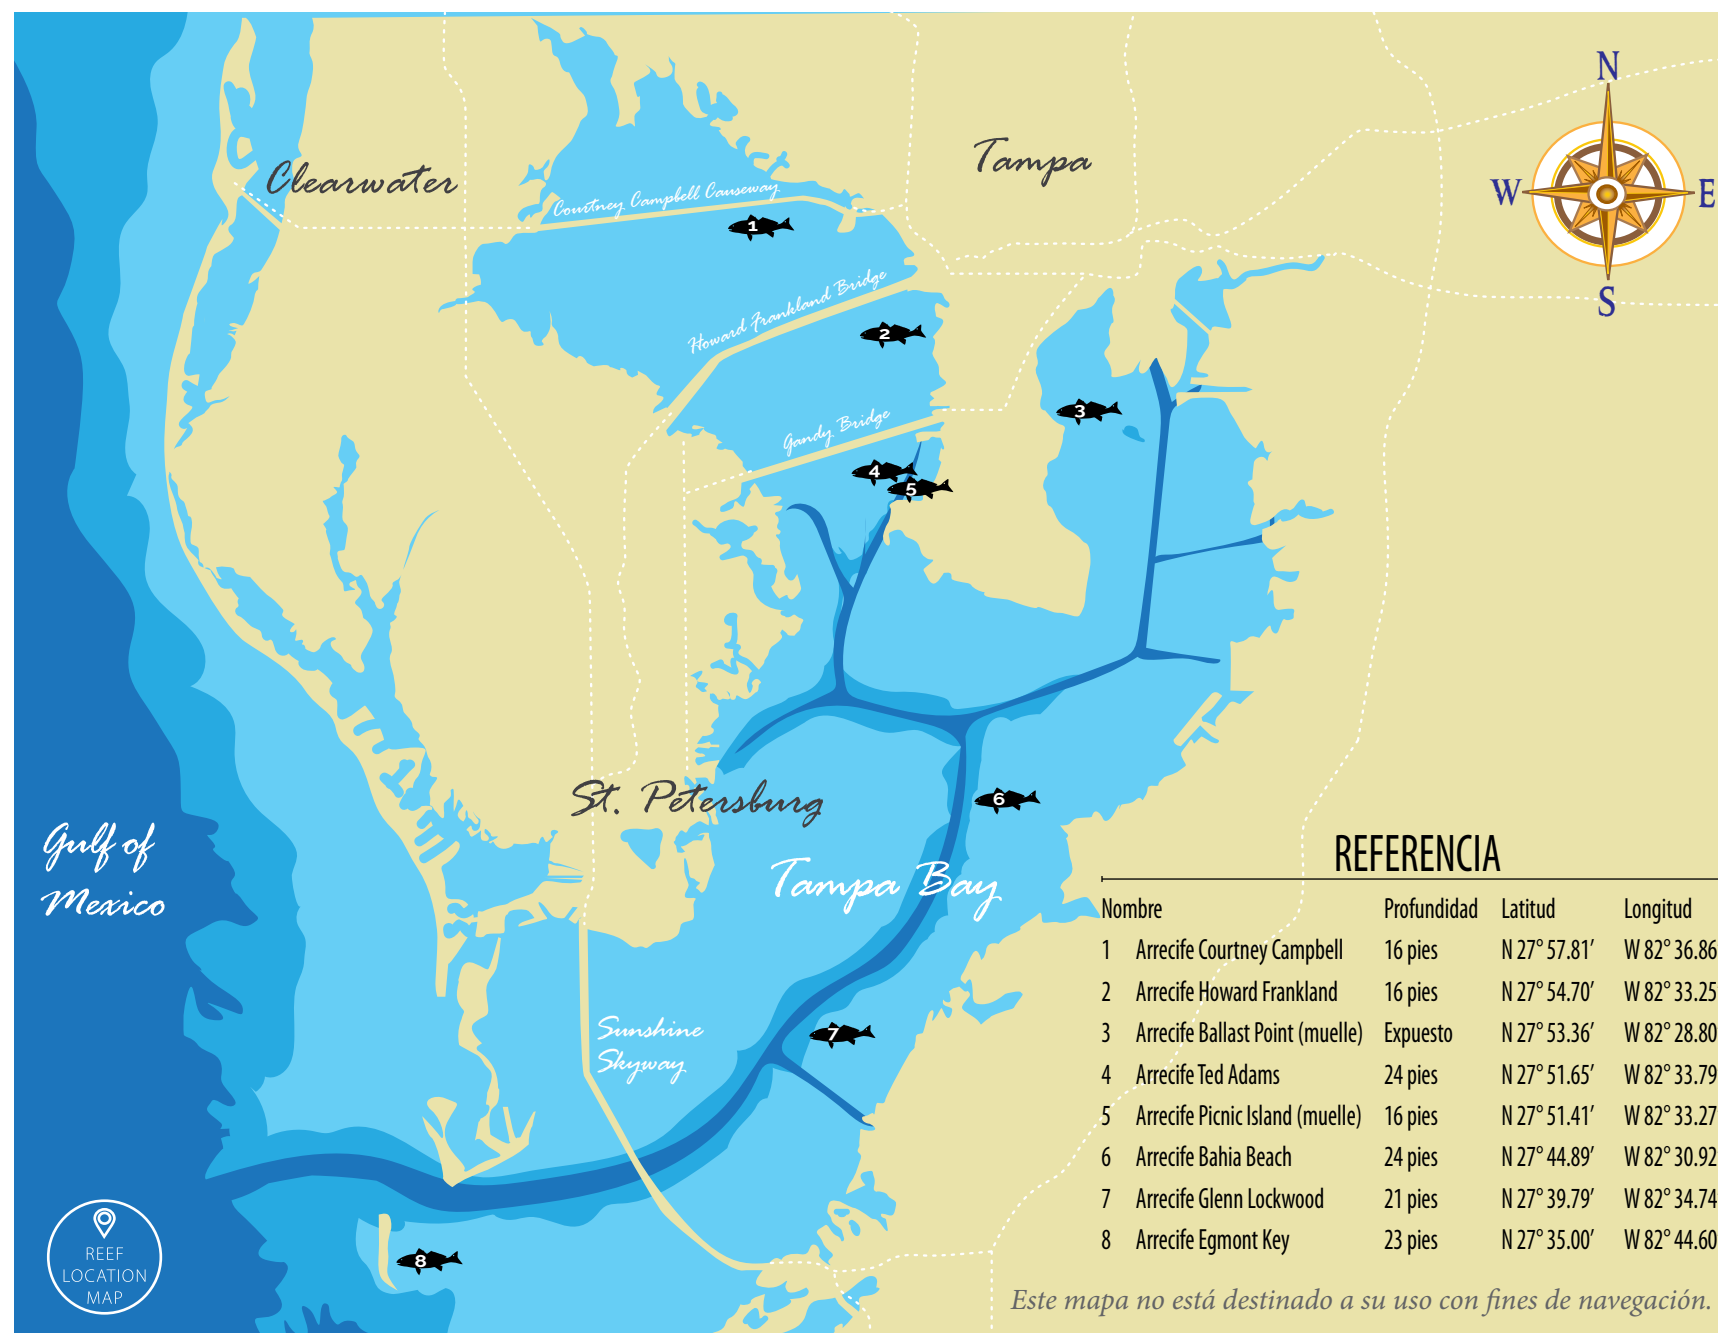 N
W
E
S
Clearwater
Tampa
Courtney Campbell Causeway
1
Howard Frankland Bridge
2
3
Gandy Bridge
4
5
St. Petersburg
6
Gulf of
Mexico
Tampa Bay
Sunshine
Skyway
7
8
REEF
LOCATION
MAP
REFERENCIA
Nombre Profundidad Latitud Longitud
1 Arrecife Courtney Campbell 16 pies N 27° 57.81′ W 82° 36.86
2 Arrecife Howard Frankland 16 pies N 27° 54.70′ W 82° 33.25
3 Arrecife Ballast Point (muelle) Expuesto N 27° 53.36′ W 82° 28.80
4 Arrecife Ted Adams 24 pies N 27° 51.65′ W 82° 33.79
5 Arrecife Picnic Island (muelle) 16 pies N 27° 51.41′ W 82° 33.27
6 Arrecife Bahia Beach 24 pies N 27° 44.89′ W 82° 30.92
7 Arrecife Glenn Lockwood 21 pies N 27° 39.79′ W 82° 34.74
8 Arrecife Egmont Key 23 pies N 27° 35.00′ W 82° 44.60
Este mapa no está destinado a su uso con fines de navegación.